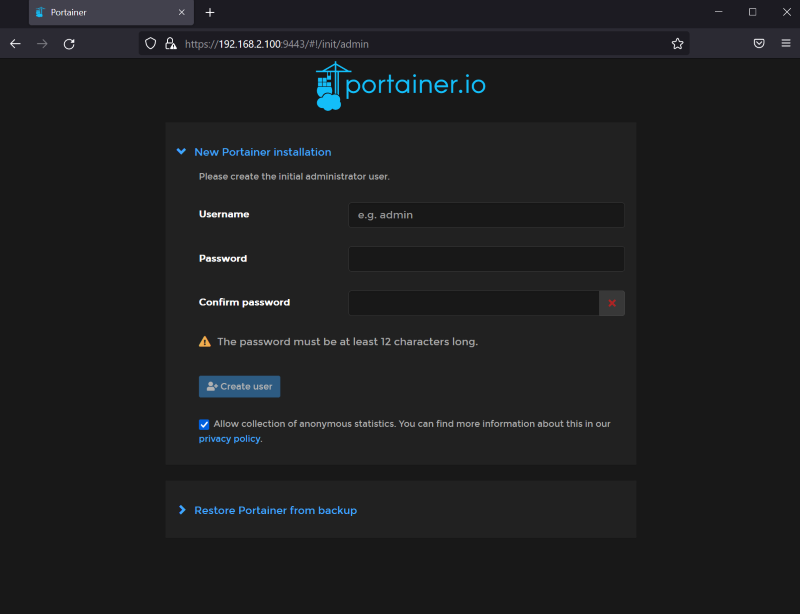 Portainer
https://192.168.2.100:9443/#!/init/admin
portainer.io
New Portainer installation
Please create the initial administrator user.
Username
e.g. admin
Password
Confirm password
The password must be at least 12 characters long.
Create user
Allow collection of anonymous statistics. You can find more information about this in our
privacy policy.
Restore Portainer from backup